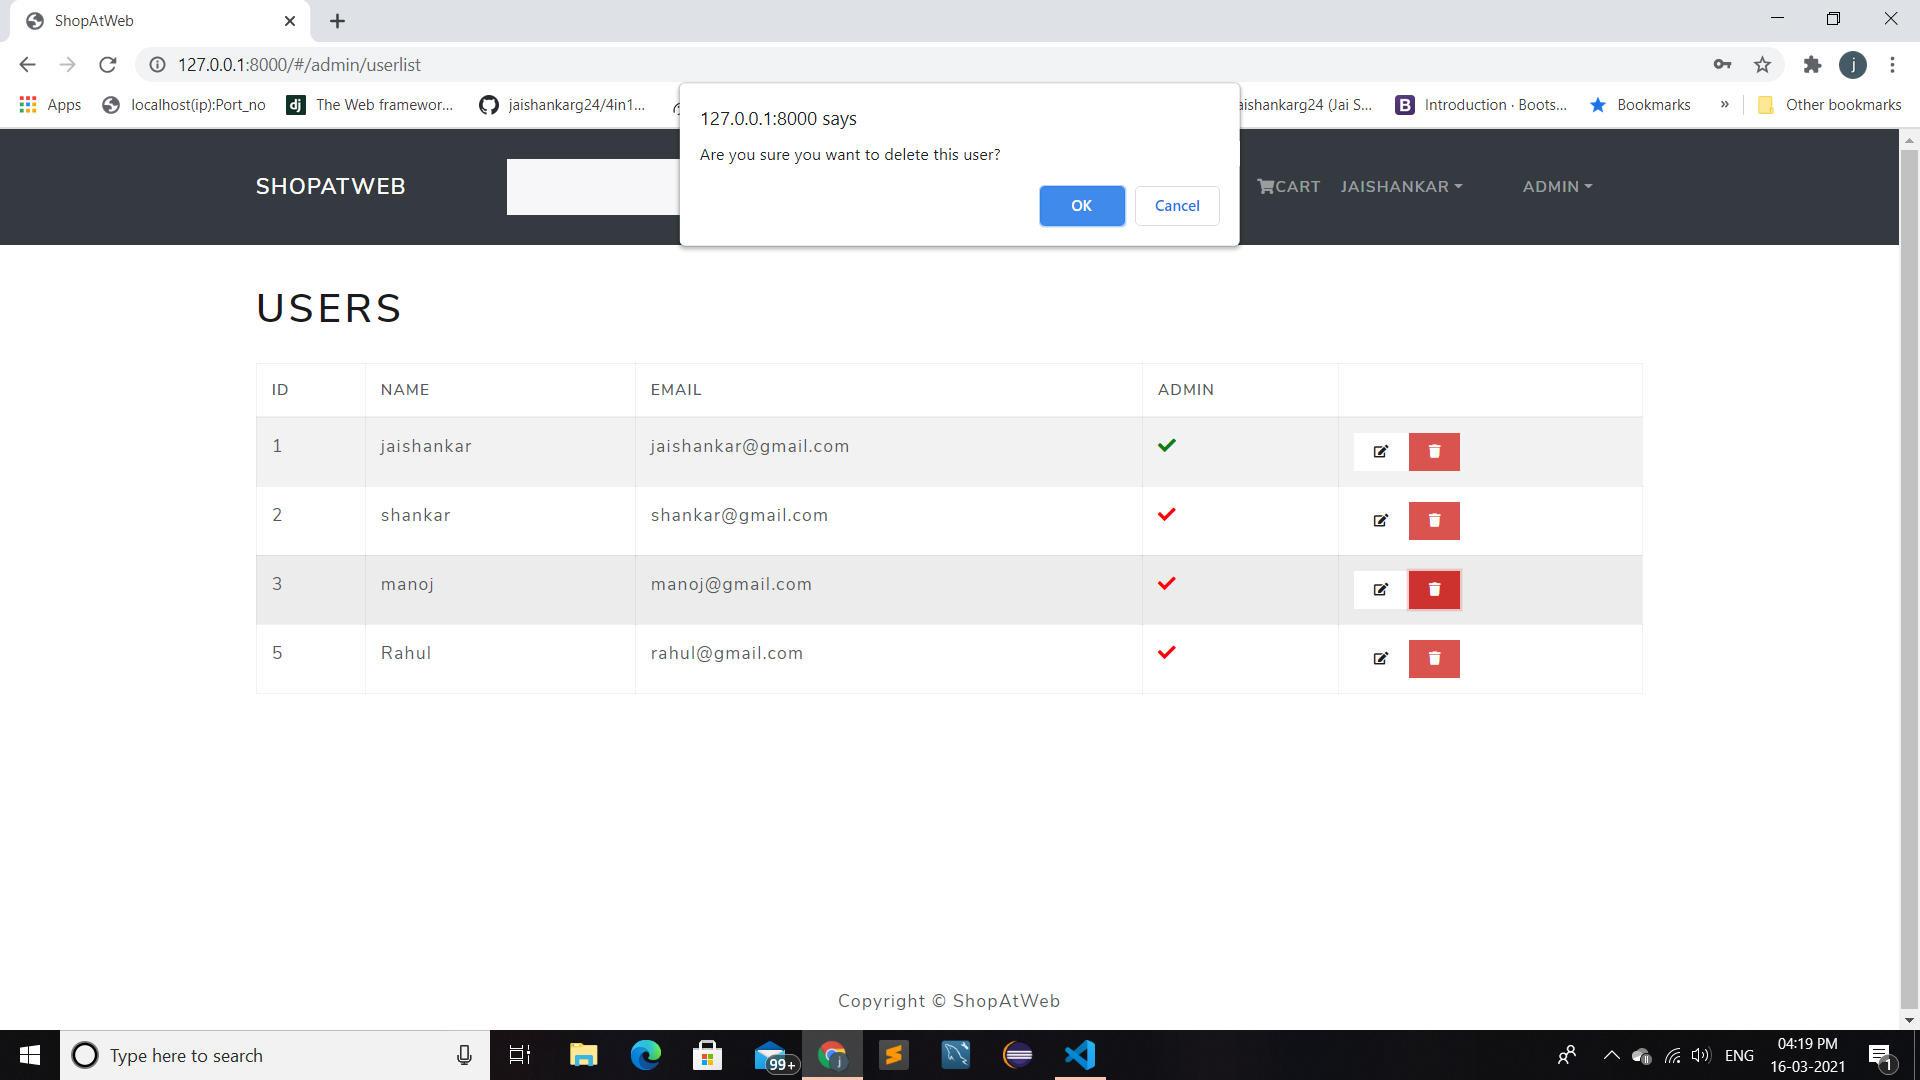 ShopAtWeb
127.0.0.1:8000/#/admin/userlist
j
Apps
localhost(ip):Port_no
dj
The Web framewor...
jaishankarg24/4in1...
aishankarg24 (Jai S...
B
Introduction · Boots...
Bookmarks
»
Other bookmarks
127.0.0.1:8000 says
Are you sure you want to delete this user?
OK
Cancel
SHOPATWEB
CART
JAISHANKAR
ADMIN
USERS
ID NAME EMAIL ADMIN
1 jaishankar jaishankar@gmail.com
2 shankar shankar@gmail.com
3 manoj manoj@gmail.com
5 Rahul rahul@gmail.com
Copyright © ShopAtWeb
Type here to search
99+
j
ENG
04:19 PM
16-03-2021
1